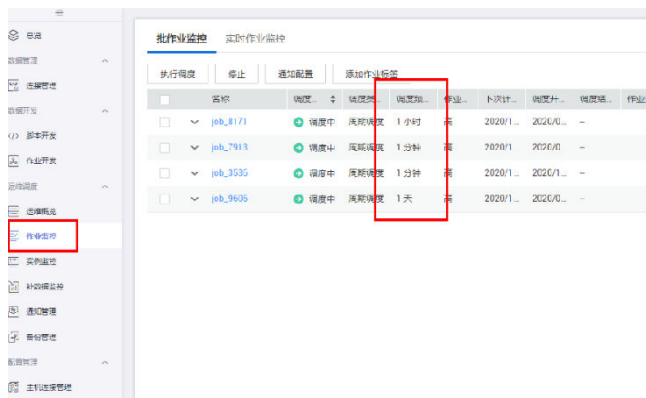 总览
数据管理
连接管理
数据开发
脚本开发
作业开发
运维调度
运维概览
作业监控
实例监控
补数据监控
通知管理
备份管理
配置管理
主机连接管理
批作业监控 实时作业监控
执行调度 停止 通知配置 添加作业标签
名称 调度... 调度类... 调度频... 作业... 下次计... 调度开... 调度结... 作业
job_8171 调度中 周期调度 1 小时 高 2020/1... 2020/0... --
job_7913 调度中 周期调度 1 分钟 高 2020/1... 2020/0... --
job_3535 调度中 周期调度 1 分钟 高 2020/1... 2020/1... --
job_9605 调度中 周期调度 1 天 高 2020/1... 2020/0... --